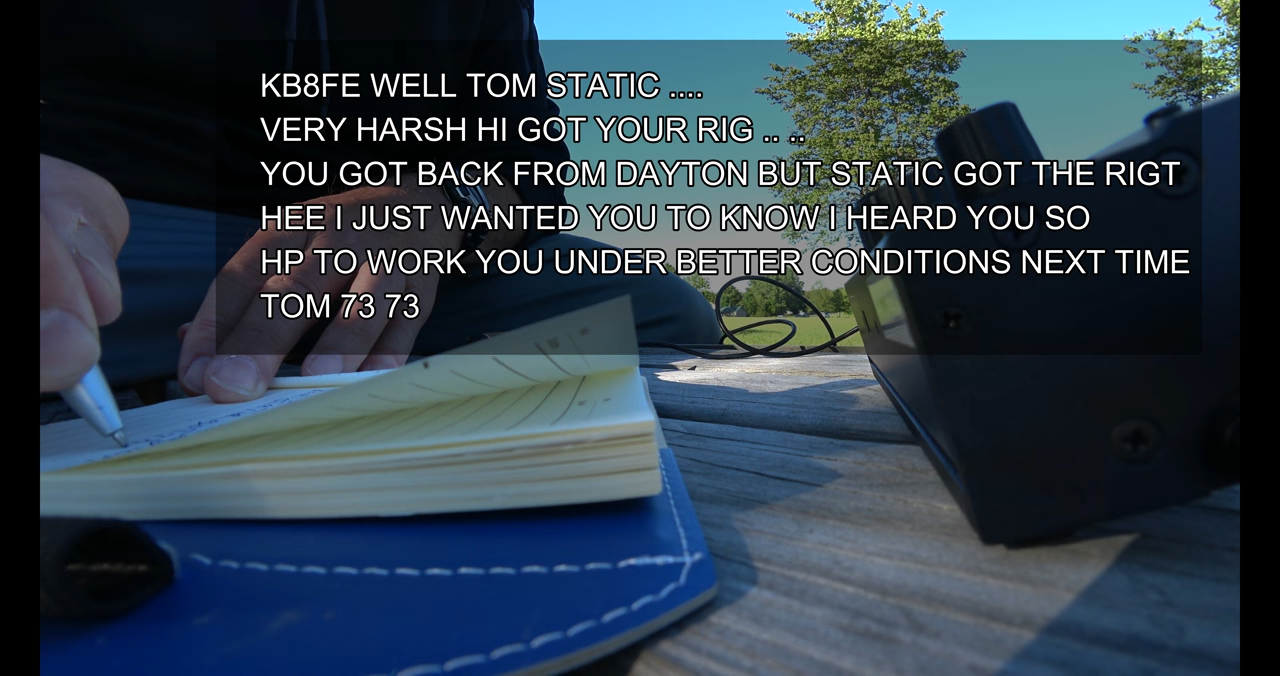 KB8FE WELL TOM STATIC ....
VERY HARSH HI GOT YOUR RIG .. ..
YOU GOT BACK FROM DAYTON BUT STATIC GOT THE RIGT
HEE I JUST WANTED YOU TO KNOW I HEARD YOU SO
HP TO WORK YOU UNDER BETTER CONDITIONS NEXT TIME
TOM 73 73